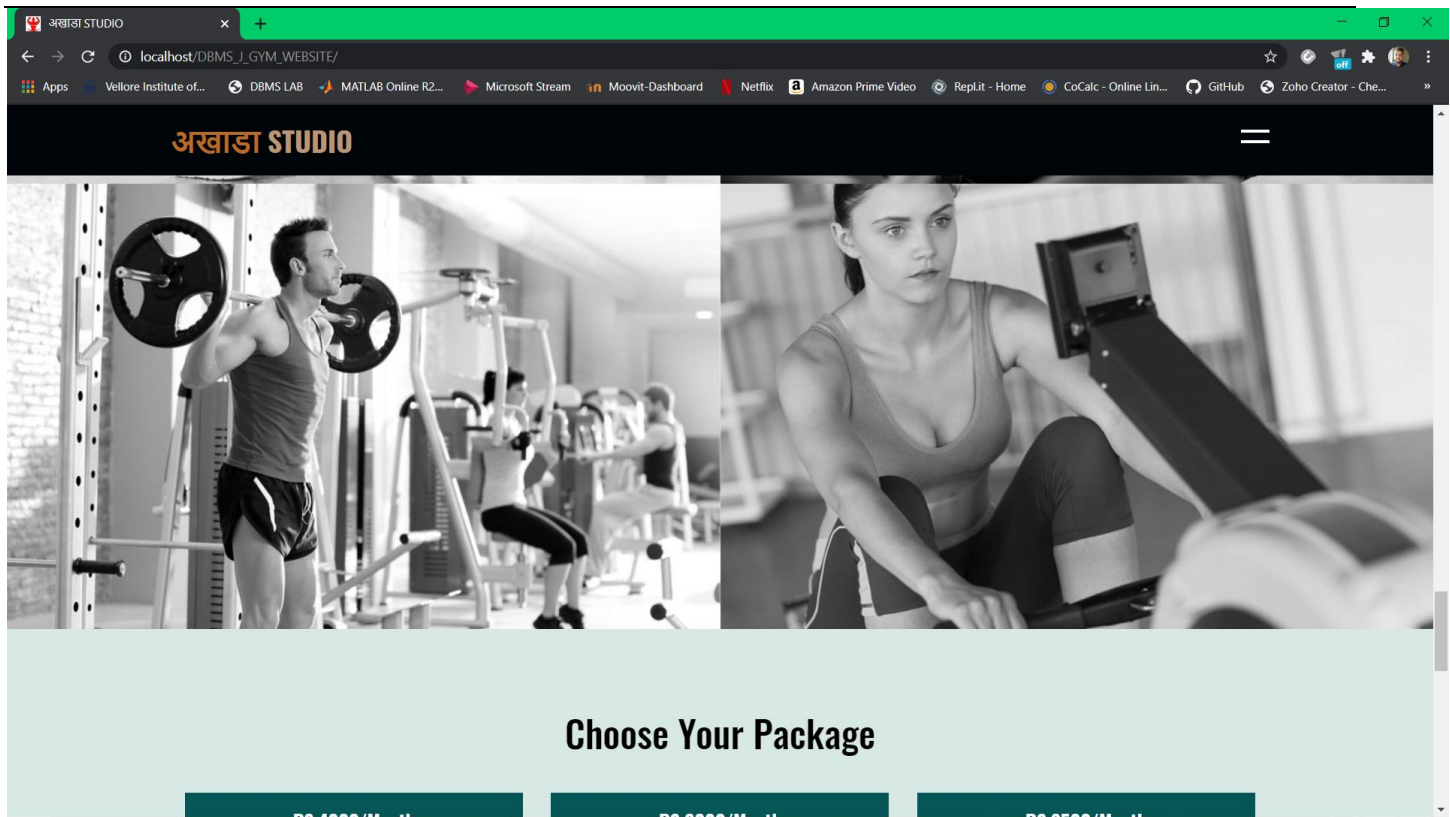 अखाडा STUDIO
localhost/DBMS_J_GYM_WEBSITE/
Apps Vellore Institute of... DBMS LAB MATLAB Online R2... Microsoft Stream Moovit-Dashboard Netflix Amazon Prime Video Repl.it - Home CoCalc - Online Lin... GitHub Zoho Creator - Che... »
off
अखाडा STUDIO
Choose Your Package